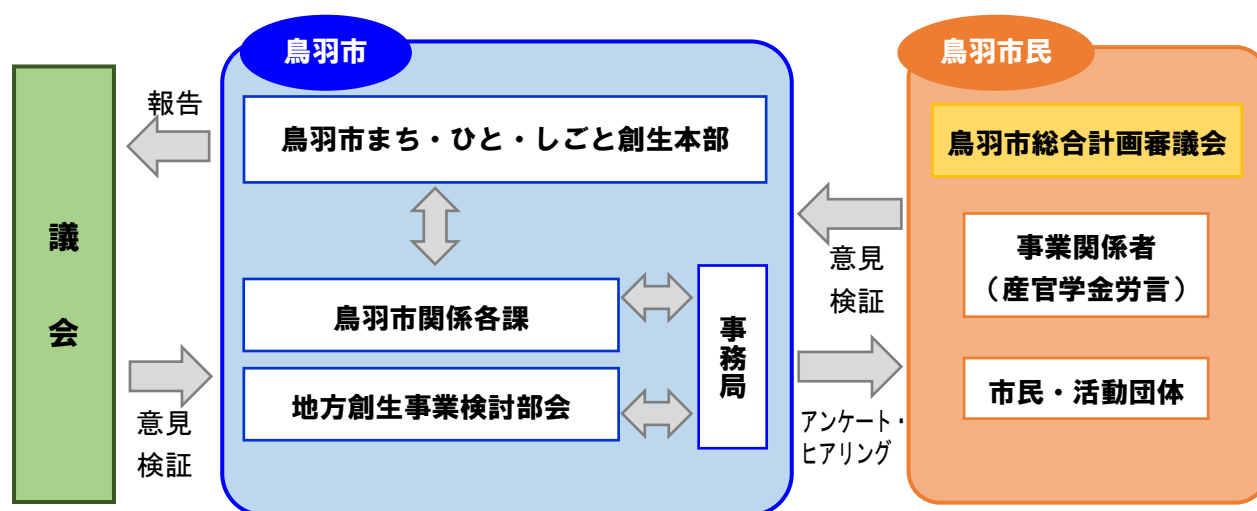 議
会
報告
意見
検証
鳥羽市
鳥羽市まち・ひと・しごと創生本部
鳥羽市関係各課
地方創生事業検討部会
事
務
局
意見
検証
アンケート・
ヒアリング
鳥羽市民
鳥羽市総合計画審議会
事業関係者
（産官学金労言）
市民・活動団体